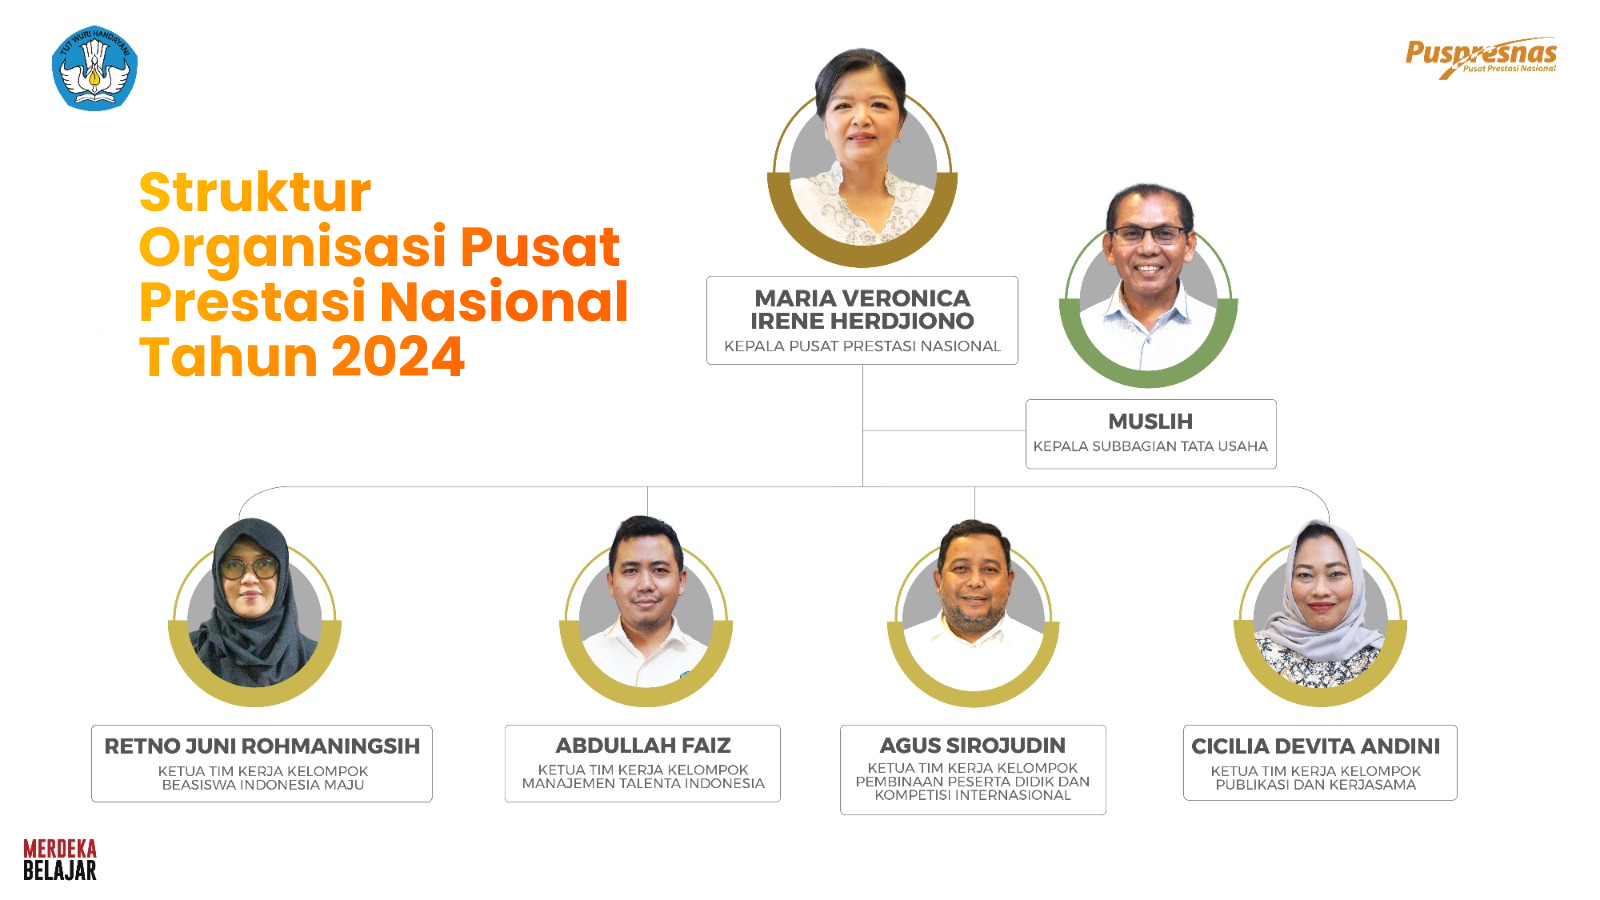 TUT WURI HANDAYANI
Puspresnas
Pusat Prestasi Nasional
Struktur
Organisasi Pusat
Prestasi Nasional
Tahun 2024
MARIA VERONICA
IRENE HERDJIONO
KEPALA PUSAT PRESTASI NASIONAL
MUSLIH
KEPALA SUBBAGIAN TATA USAHA
RETNO JUNI ROHMANINGSIH
KETUA TIM KERJA KELOMPOK
BEASISWA INDONESIA MAJU
ABDULLAH FAIZ
KETUA TIM KERJA KELOMPOK
MANAJEMEN TALENTA INDONESIA
AGUS SIROJUDIN
KETUA TIM KERJA KELOMPOK
PEMBINAAN PESERTA DIDIK DAN
KOMPETISI INTERNASIONAL
CICILIA DEVITA ANDINI
KETUA TIM KERJA KELOMPOK
PUBLIKASI DAN KERJASAMA
MERDEKA
BELAJAR